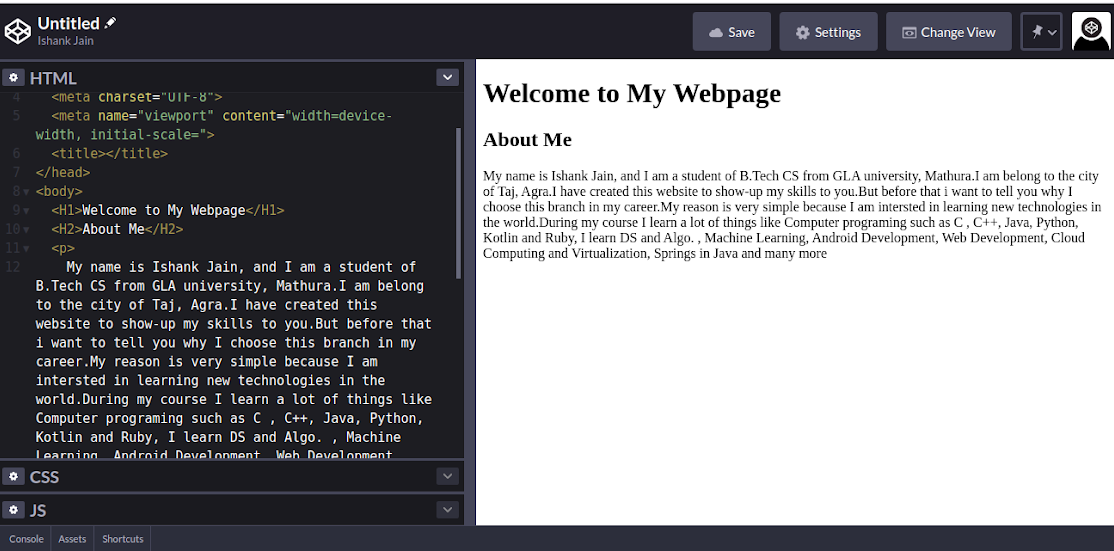 Untitled
Ishank Jain
Save
Settings
Change View
HTML
4 <meta charset="UTF-8">
5 <meta name="viewport" content="width=device-
width, initial-scale=">
6 <title></title>
7 </head>
8 <body>
9 <H1>Welcome to My Webpage</H1>
10 <H2>About Me</H2>
11 <p>
12 My name is Ishank Jain, and I am a student of
B.Tech CS from GLA university, Mathura.I am belong
to the city of Taj, Agra.I have created this
website to show-up my skills to you.But before that
i want to tell you why I choose this branch in my
career.My reason is very simple because I am
intersted in learning new technologies in the
world.During my course I learn a lot of things like
Computer programing such as C , C++, Java, Python,
Kotlin and Ruby, I learn DS and Algo. , Machine
Learning, Android Development, Web Development,
CSS
JS
Console
Assets
Shortcuts
Welcome to My Webpage
About Me
My name is Ishank Jain, and I am a student of B.Tech CS from GLA university, Mathura.I am belong to the city
of Taj, Agra.I have created this website to show-up my skills to you.But before that i want to tell you why I
choose this branch in my career.My reason is very simple because I am intersted in learning new technologies in
the world.During my course I learn a lot of things like Computer programing such as C , C++, Java, Python,
Kotlin and Ruby, I learn DS and Algo. , Machine Learning, Android Development, Web Development, Cloud
Computing and Virtualization, Springs in Java and many more